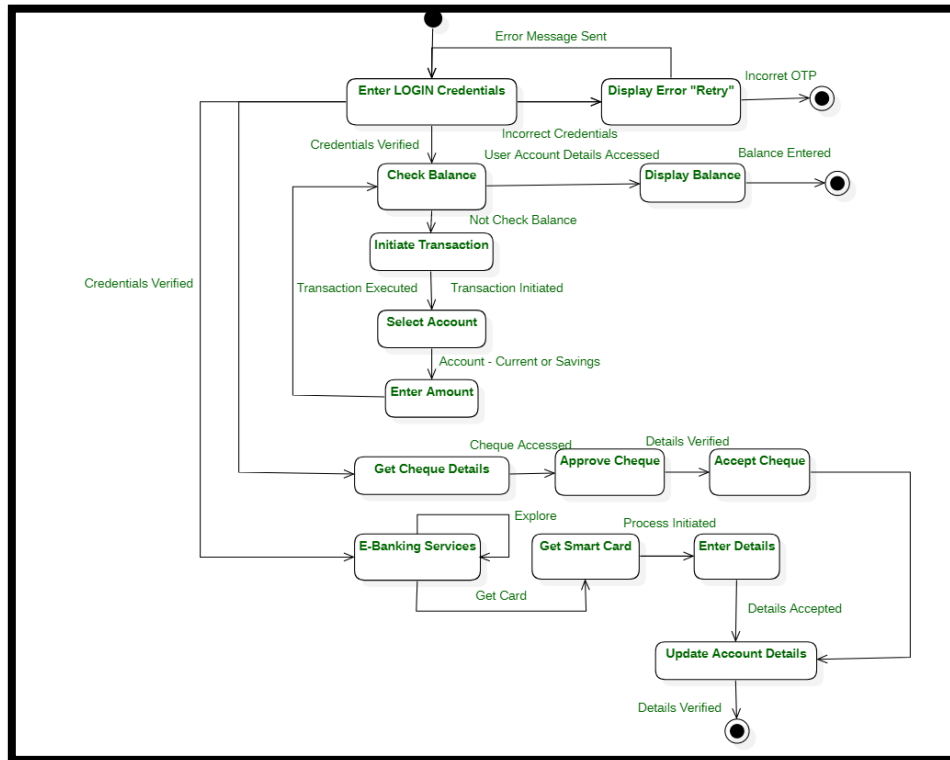 Error Message Sent
Incorret OTP
Enter LOGIN Credentials
Display Error "Retry"
Incorrect Credentials
Credentials Verified
User Account Details Accessed
Balance Entered
Check Balance
Display Balance
Not Check Balance
Initiate Transaction
Credentials Verified
Transaction Executed
Transaction Initiated
Select Account
Account - Current or Savings
Enter Amount
Cheque Accessed
Details Verified
Get Cheque Details
Approve Cheque
Accept Cheque
Explore
Process Initiated
E-Banking Services
Get Smart Card
Enter Details
Get Card
Details Accepted
Update Account Details
Details Verified